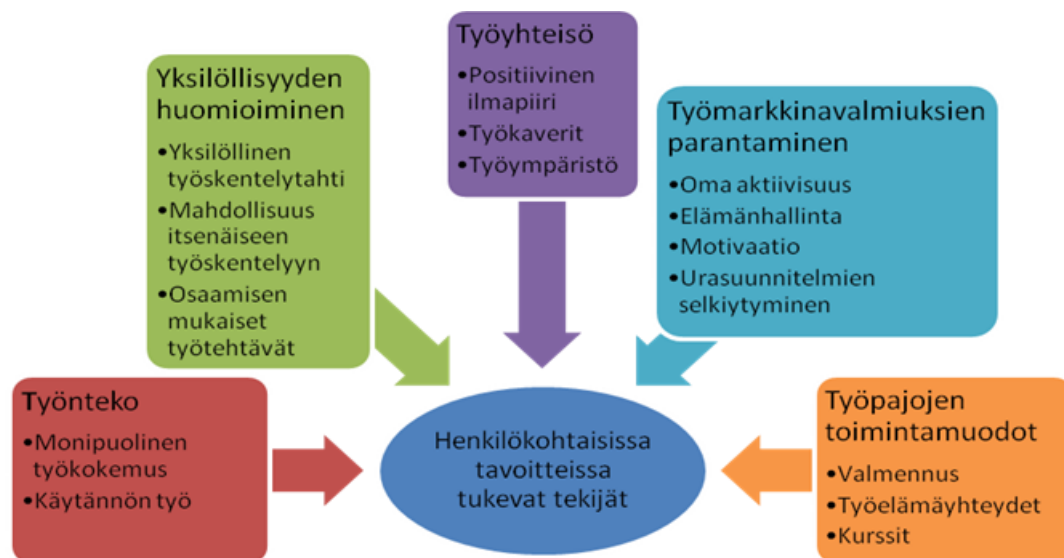 Työyhteisö
•Positiivinen
ilmapiiri
•Työkaverit
•Työympäristö
Yksilöllisyyden
huomioiminen
•Yksilöllinen
työskentelytahti
•Mahdollisuus
itsenäiseen
työskentelyyn
•Osaamisen
mukaiset
työtehtävät
Työmarkkinavalmiuksien
parantaminen
•Oma aktiivisuus
•Elämänhallinta
•Motivaatio
•Urasuunnitelmien
selkiytyminen
Työnteko
•Monipuolinen
työkokemus
•Käytännön työ
Henkilökohtaisissa
tavoitteissa
tukevat tekijät
Työpajojen
toimintamuodot
•Valmennus
•Työelämäyhteydet
•Kurssit